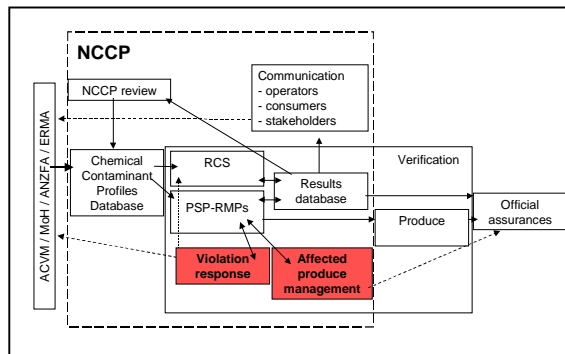 NCCP
Communication
- operators
- consumers
- stakeholders
NCCP review
ACVM / MoH / ANZFA / ERMA
Chemical
Contaminant
Profiles
Database
RCS
Verification
Results
database
PSP-RMPs
Produce
Official
assurances
Violation
response
Affected
produce
management